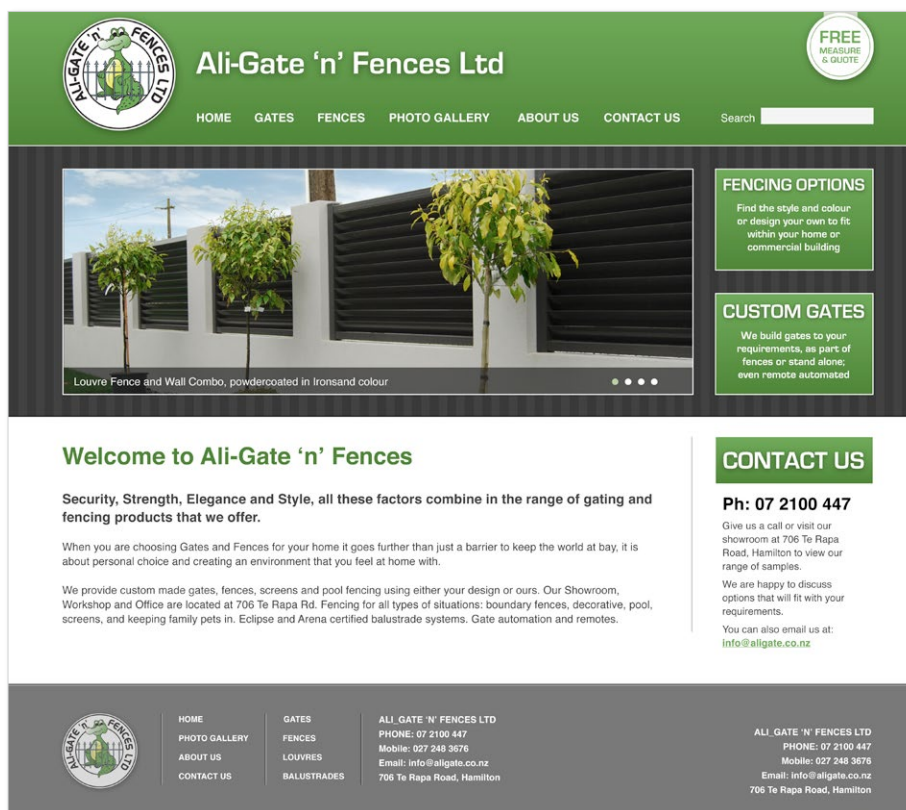 ALI-GATE 'n' FENCES LTD
Ali-Gate 'n' Fences Ltd
FREE
MEASURE
& QUOTE
HOME GATES FENCES PHOTO GALLERY ABOUT US CONTACT US
Search
Louvre Fence and Wall Combo, powdercoated in Ironsand colour
FENCING OPTIONS
Find the style and colour
or design your own to fit
within your home or
commercial building
CUSTOM GATES
We build gates to your
requirements, as part of
fences or stand alone;
even remote automated
Welcome to Ali-Gate 'n' Fences
Security, Strength, Elegance and Style, all these factors combine in the range of gating and
fencing products that we offer.
When you are choosing Gates and Fences for your home it goes further than just a barrier to keep the world at bay, it is
about personal choice and creating an environment that you feel at home with.
We provide custom made gates, fences, screens and pool fencing using either your design or ours. Our Showroom,
Workshop and Office are located at 706 Te Rapa Rd. Fencing for all types of situations: boundary fences, decorative, pool,
screens, and keeping family pets in. Eclipse and Arena certified balustrade systems. Gate automation and remotes.
CONTACT US
Ph: 07 2100 447
Give us a call or visit our
showroom at 706 Te Rapa
Road, Hamilton to view our
range of samples.
We are happy to discuss
options that will fit with your
requirements.
You can also email us at:
info@aligate.co.nz
ALI-GATE 'n' FENCES LTD
HOME
PHOTO GALLERY
ABOUT US
CONTACT US
GATES
FENCES
LOUVRES
BALUSTRADES
ALI_GATE 'N' FENCES LTD
PHONE: 07 2100 447
Mobile: 027 248 3676
Email: info@aligate.co.nz
706 Te Rapa Road, Hamilton
ALI_GATE 'N' FENCES LTD
PHONE: 07 2100 447
Mobile: 027 248 3676
Email: info@aligate.co.nz
706 Te Rapa Road, Hamilton